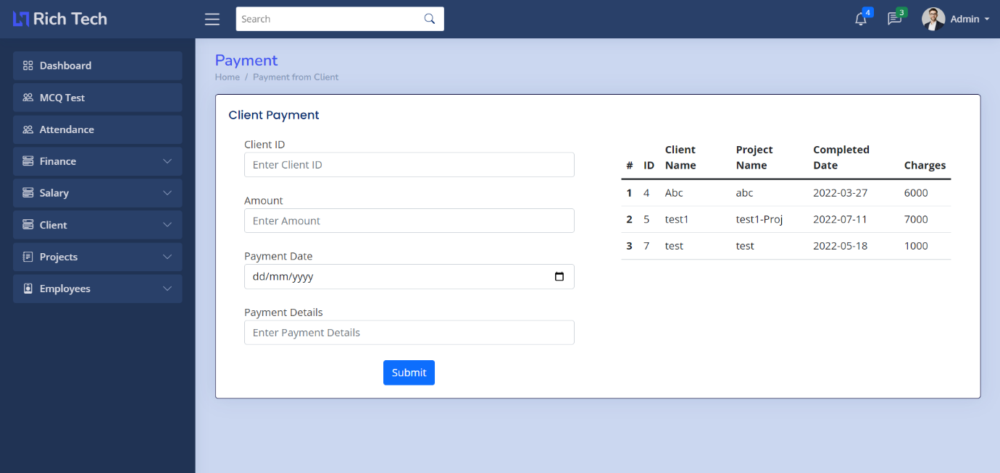 Rich Tech
Search
4
3
Admin
Dashboard
MCQ Test
Attendance
Finance
Salary
Client
Projects
Employees
Payment
Home / Payment from Client
Client Payment
Client ID
Enter Client ID
Amount
Enter Amount
Payment Date
dd/mm/yyyy
Payment Details
Enter Payment Details
Submit
# ID Client Name Project Name Completed Date Charges
1 4 Abc abc 2022-03-27 6000
2 5 test1 test1-Proj 2022-07-11 7000
3 7 test test 2022-05-18 1000